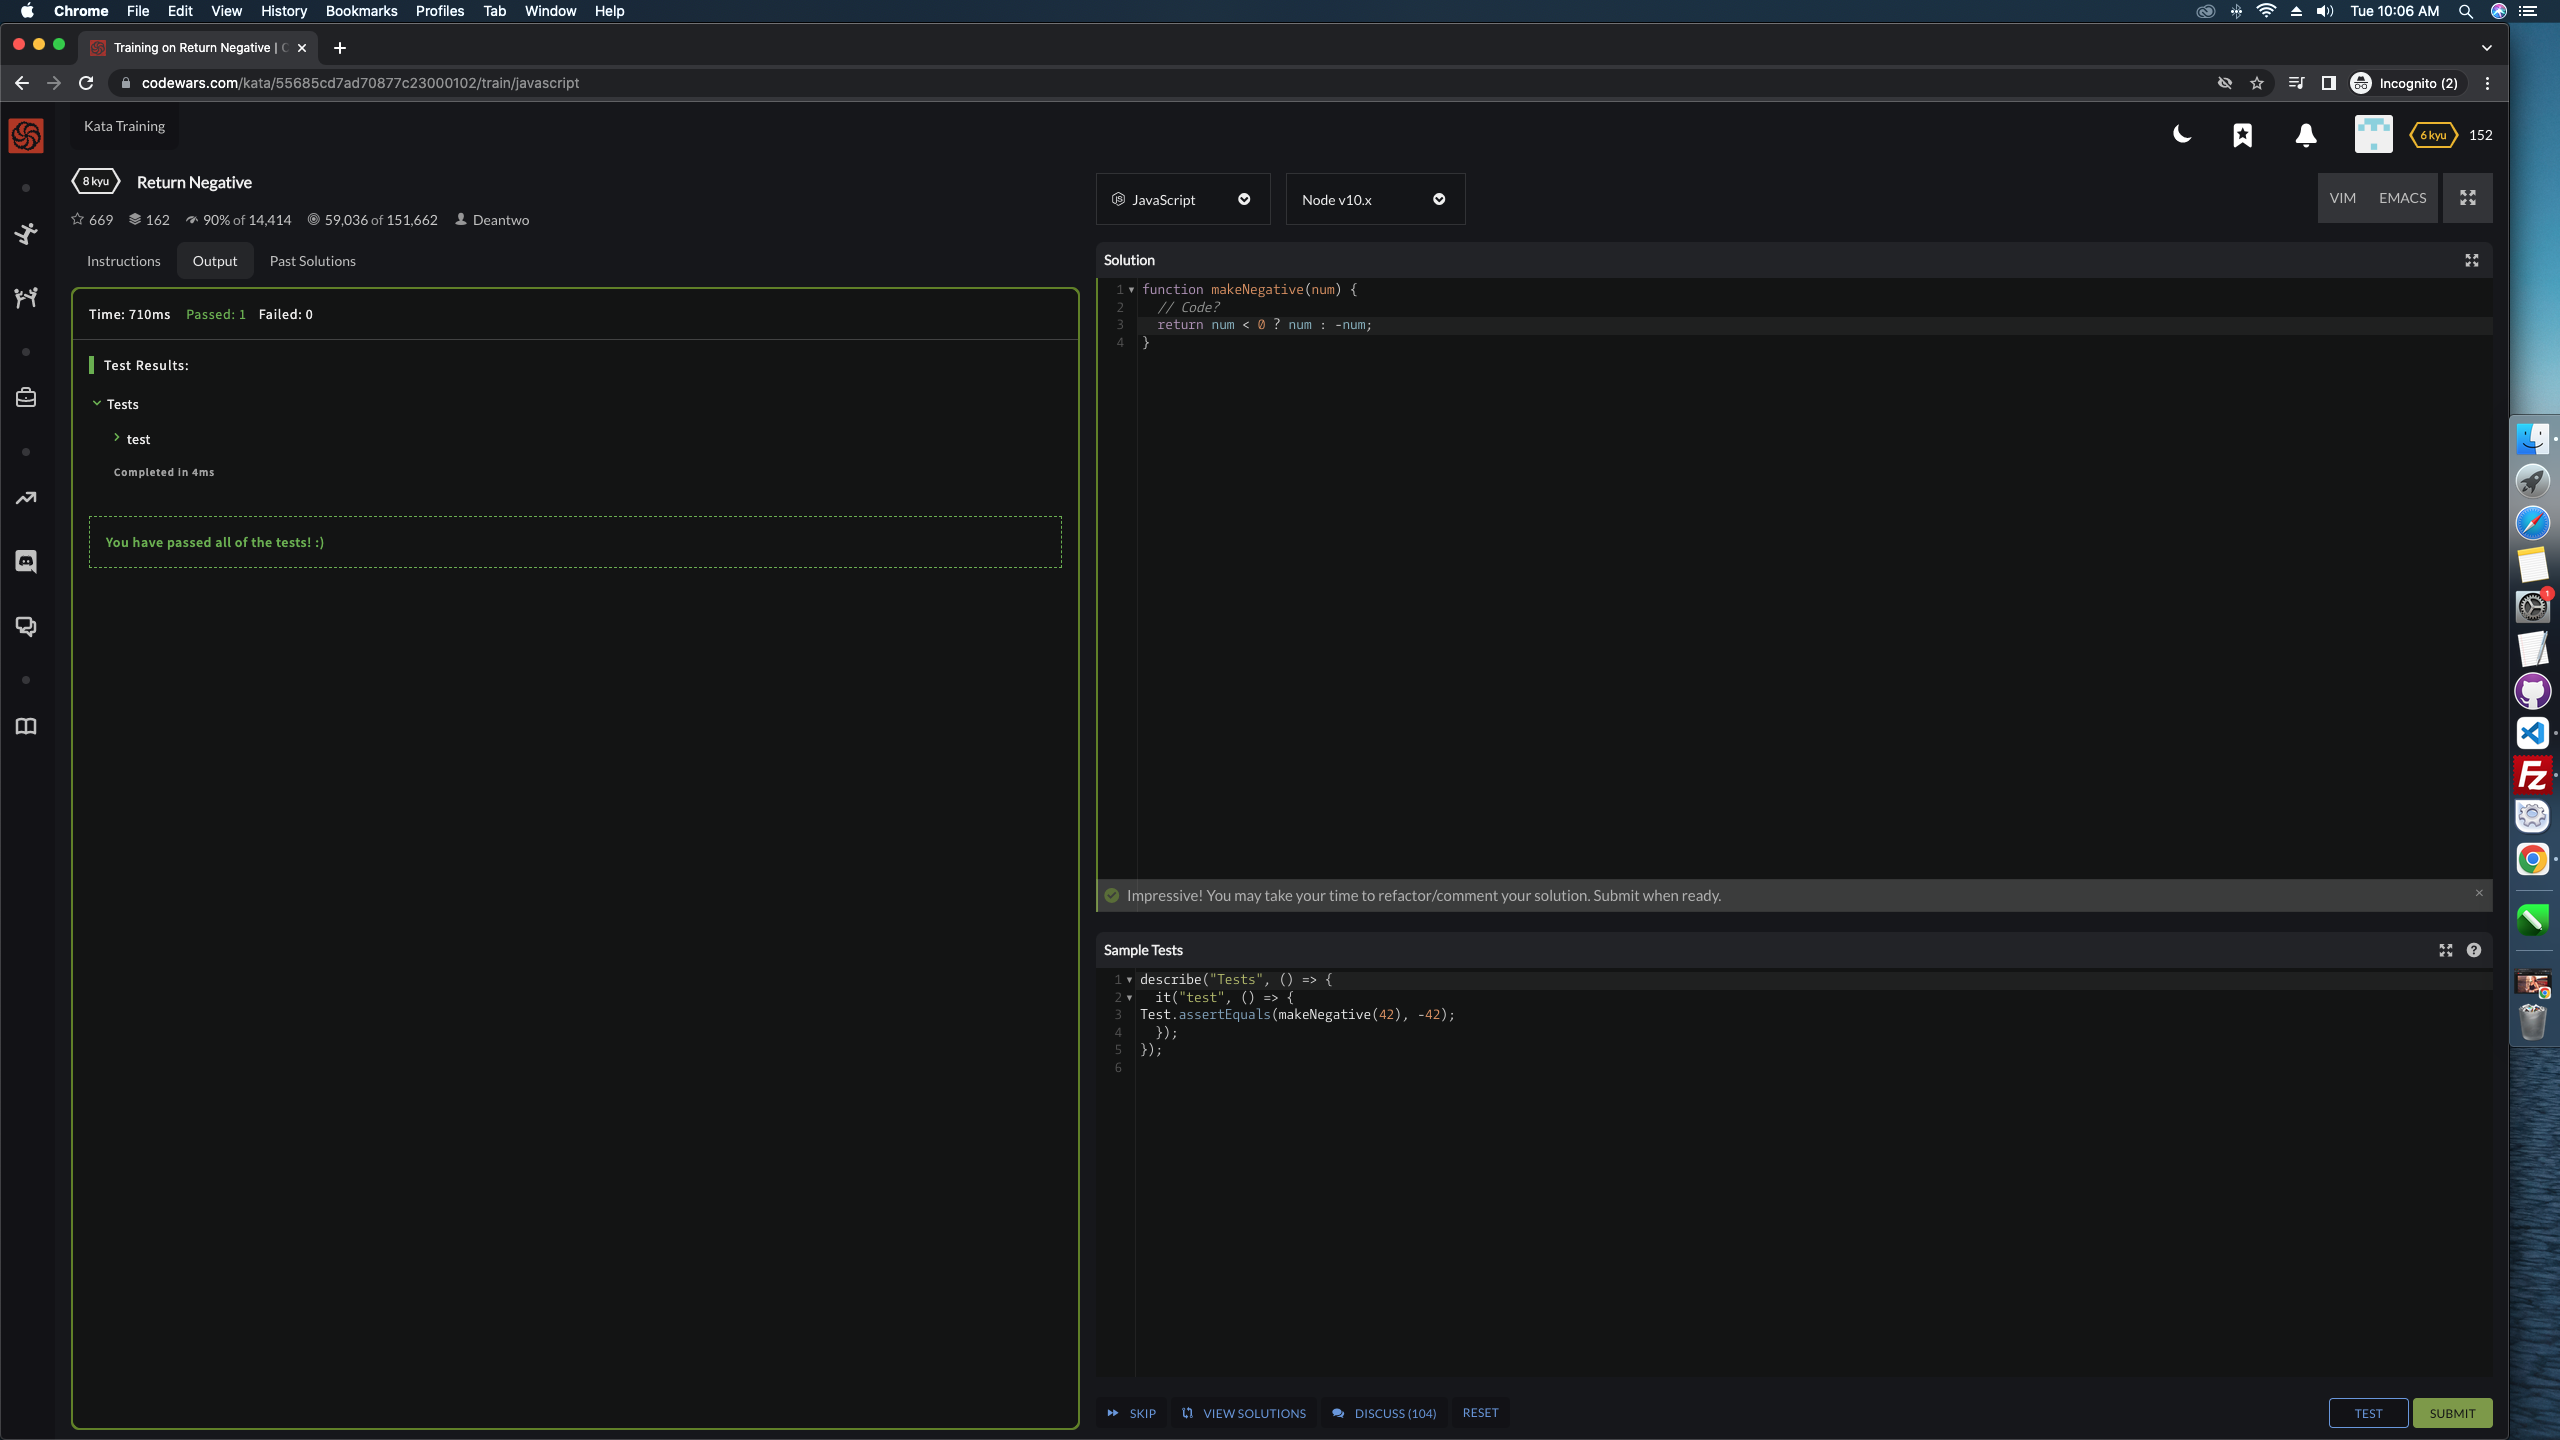 Chrome File Edit View History Bookmarks Profiles Tab Window Help
Tue 10:06 AM
Training on Return Negative | C
codewars.com/kata/55685cd7ad70877c23000102/train/javascript
Incognito (2)
Kata Training
6 kyu 152
8 kyu Return Negative
669 162 90% of 14,414 59,036 of 151,662 Deantwo
JavaScript
Node v10.x
VIM EMACS
Instructions Output Past Solutions
Time: 710ms Passed: 1 Failed: 0
Test Results:
Tests
test
Completed in 4ms
You have passed all of the tests! :)
Solution
1 function makeNegative(num) {
2 // Code?
3 return num < 0 ? num : -num;
4 }
Impressive! You may take your time to refactor/comment your solution. Submit when ready.
Sample Tests
1 describe("Tests", () => {
2 it("test", () => {
3 Test.assertEquals(makeNegative(42), -42);
4 });
5 });
6
SKIP VIEW SOLUTIONS DISCUSS (104) RESET
TEST SUBMIT
1
Fz